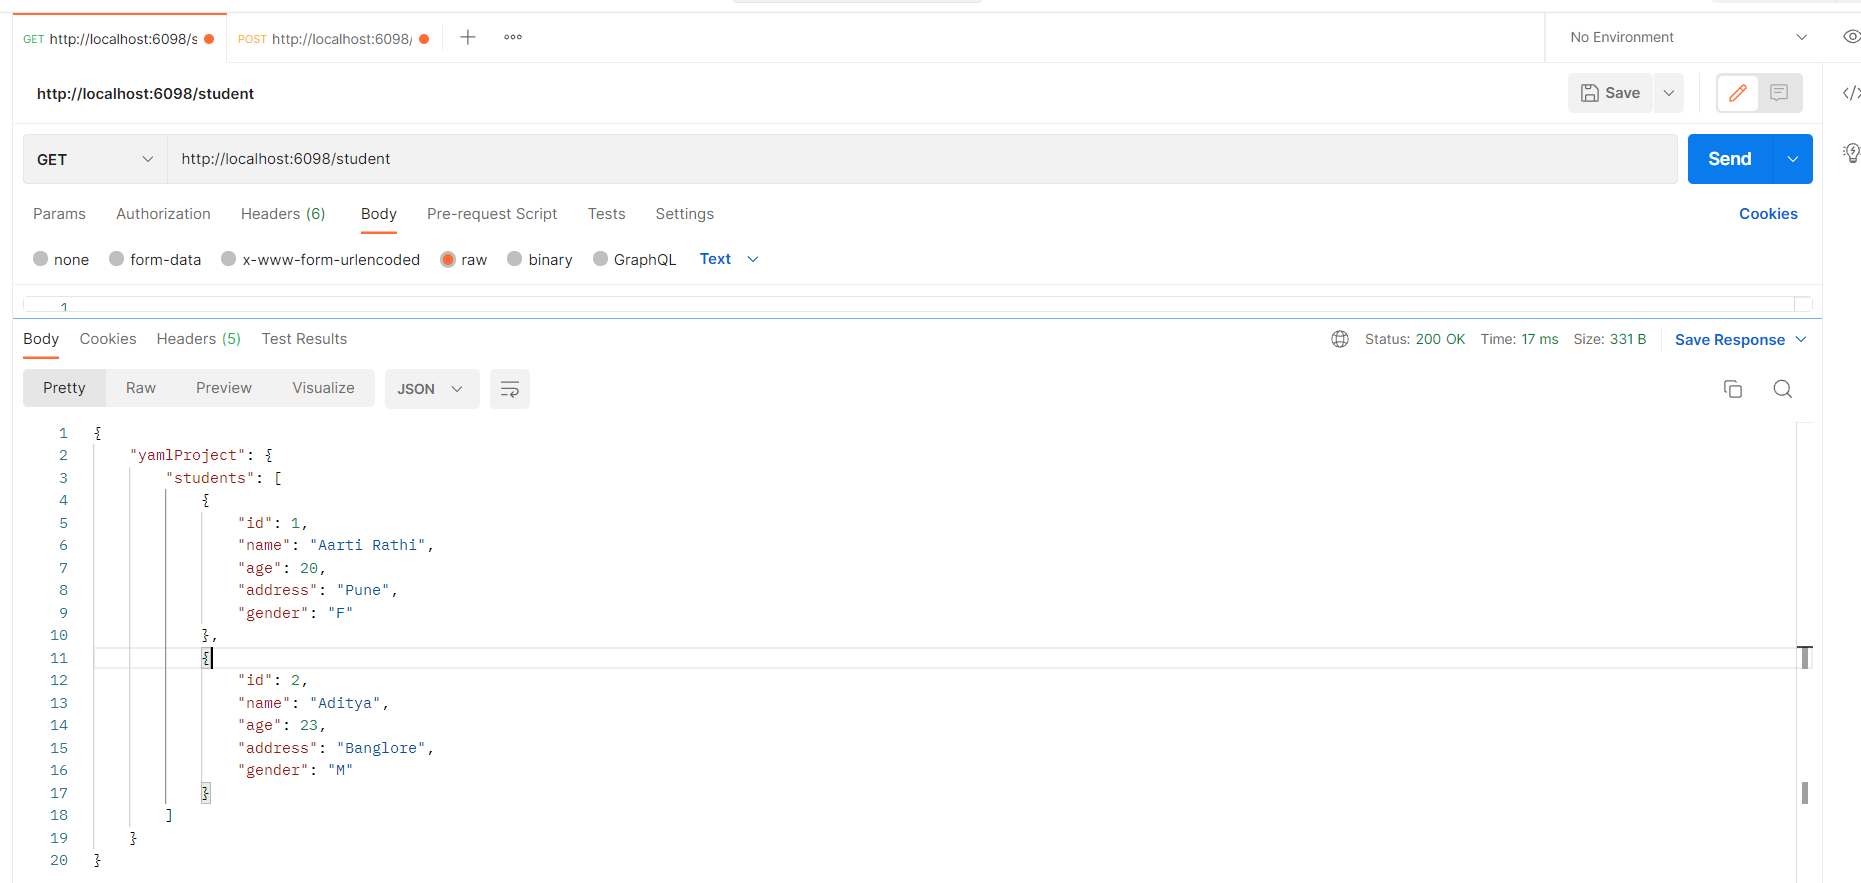 GET http://localhost:6098/s POST http://localhost:6098/ No Environment
http://localhost:6098/student Save
GET http://localhost:6098/student Send
Params Authorization Headers (6) Body Pre-request Script Tests Settings Cookies
none form-data x-www-form-urlencoded raw binary GraphQL Text
1
Body Cookies Headers (5) Test Results Status: 200 OK Time: 17 ms Size: 331 B Save Response
Pretty Raw Preview Visualize JSON
1 {
2 "yamlProject": {
3 "students": [
4 {
5 "id": 1,
6 "name": "Aarti Rathi",
7 "age": 20,
8 "address": "Pune",
9 "gender": "F"
10 },
11 {
12 "id": 2,
13 "name": "Aditya",
14 "age": 23,
15 "address": "Banglore",
16 "gender": "M"
17 }
18 ]
19 }
20 }